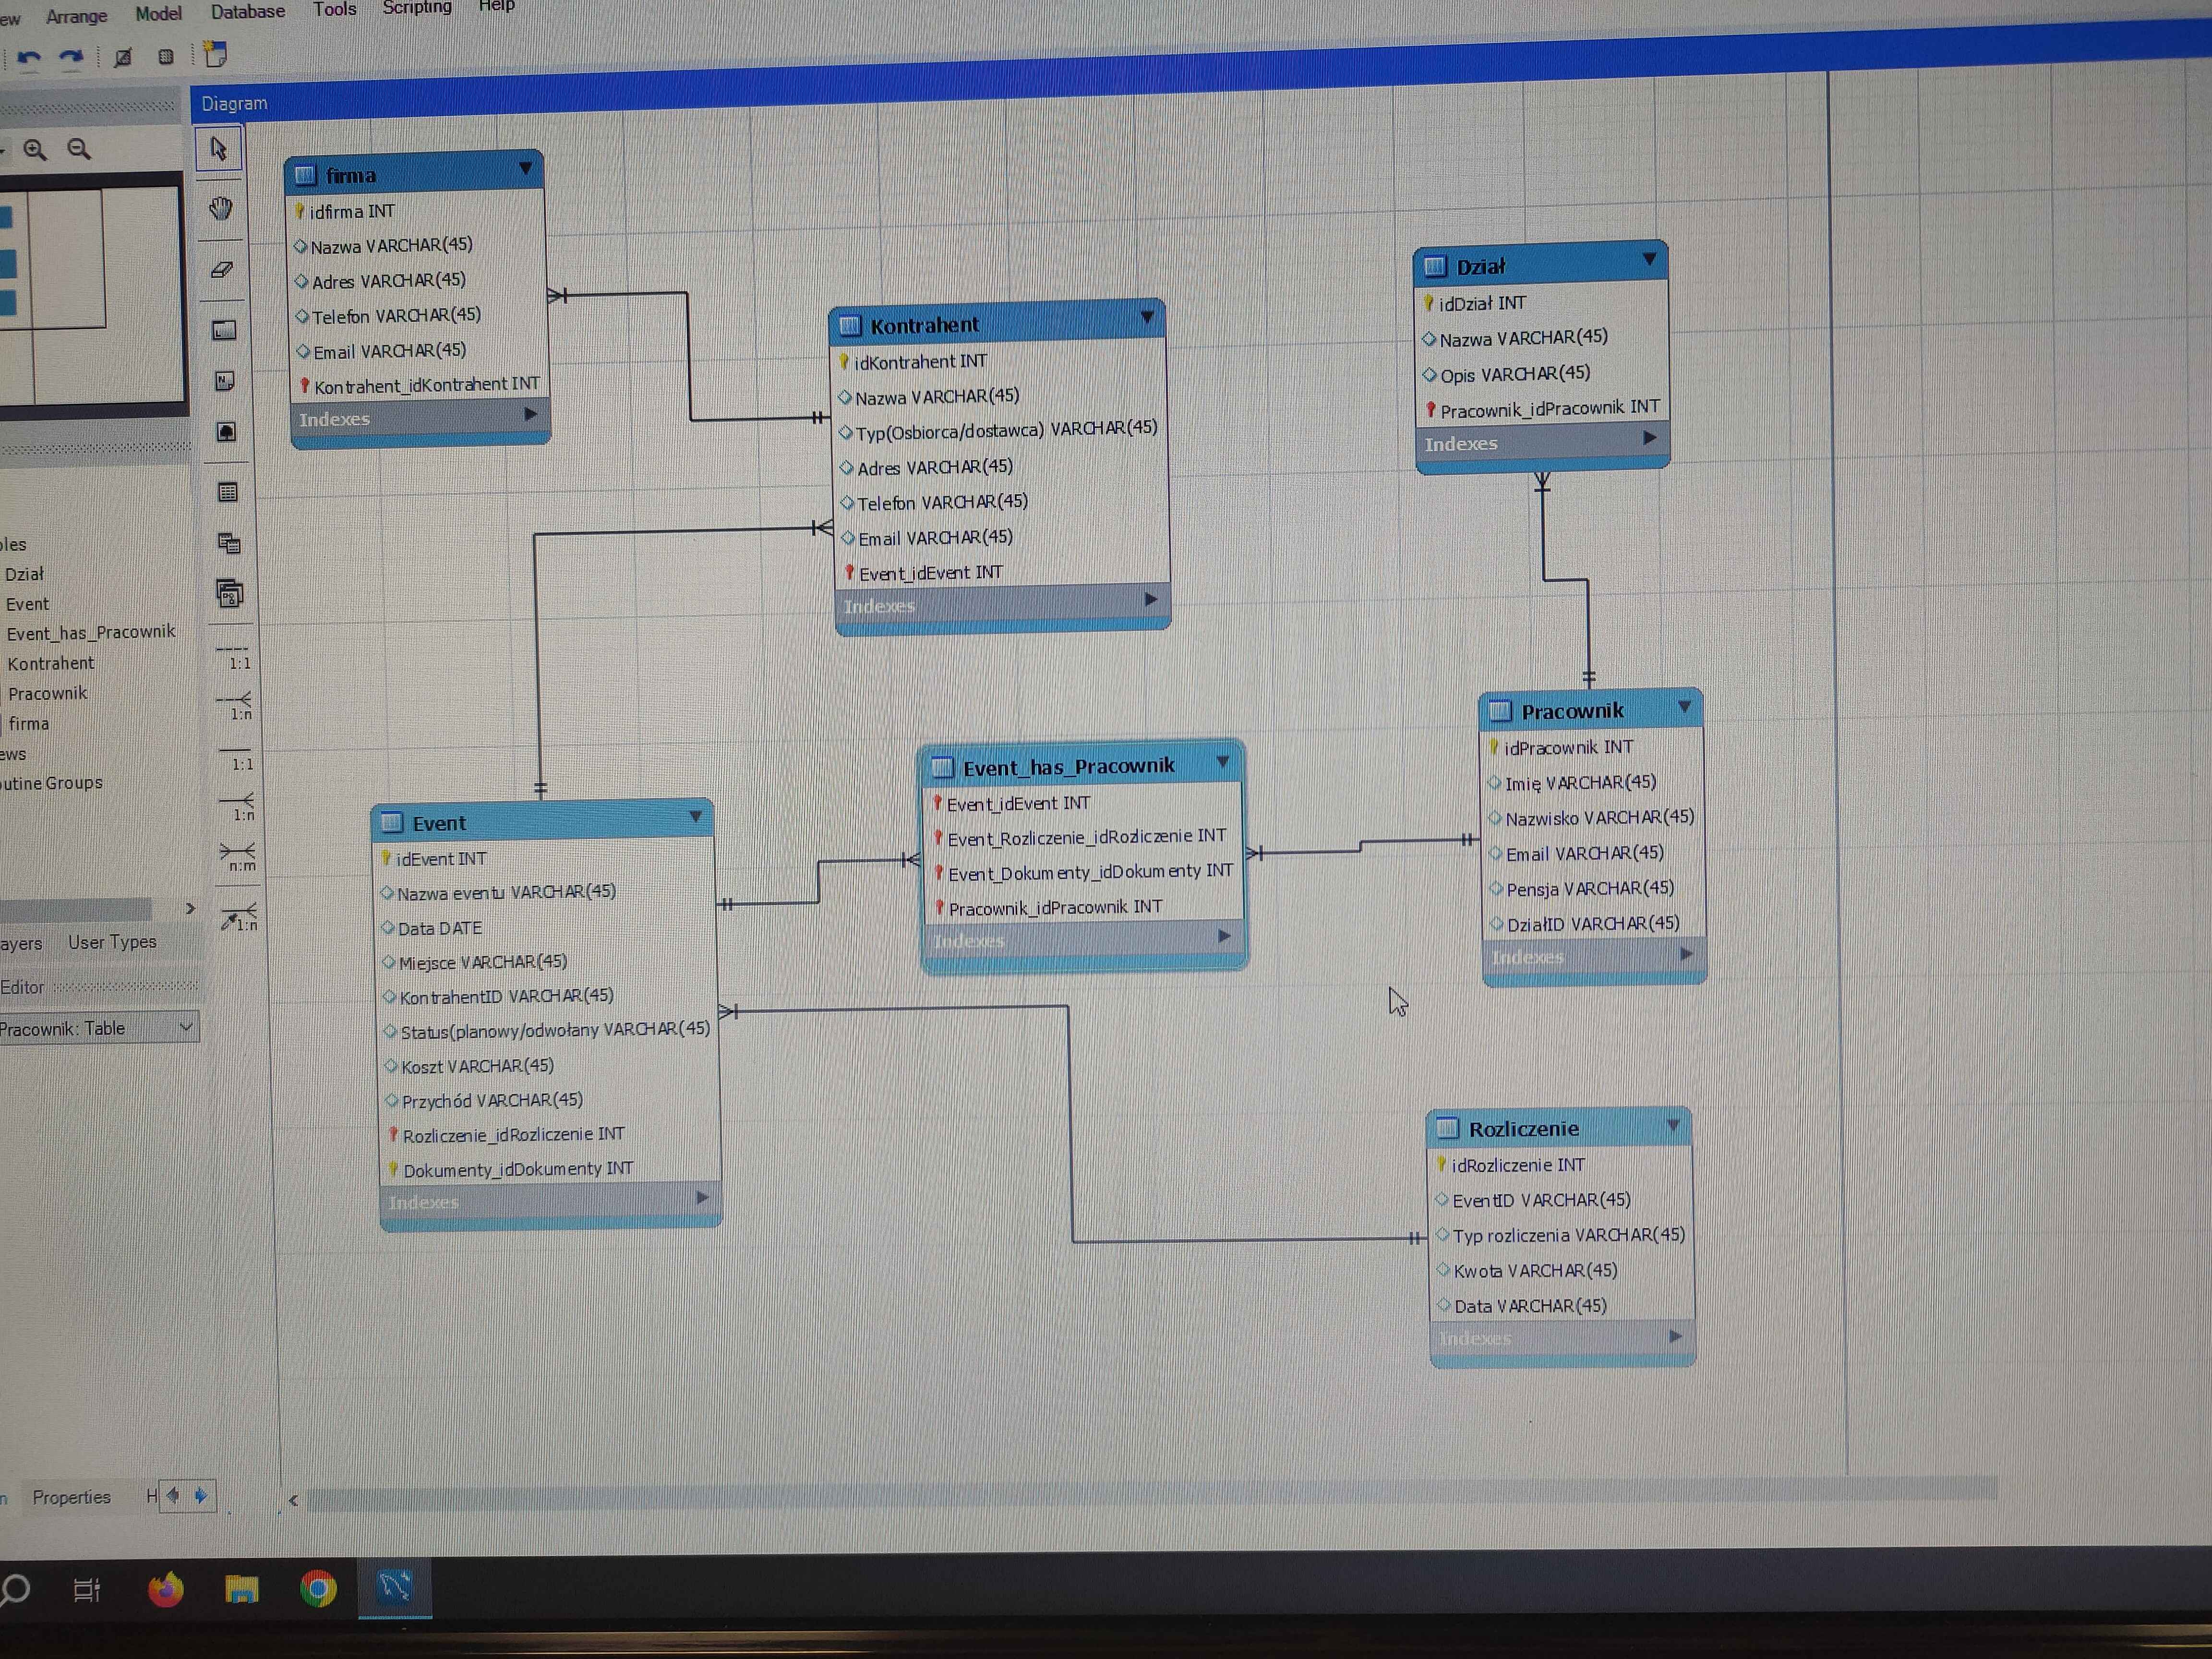 ew Arrange Model Database Tools Scripting Help
Diagram
firma
idfirma INT
Nazwa VARCHAR(45)
Adres VARCHAR(45)
Telefon VARCHAR(45)
Email VARCHAR(45)
Kontrahent_idKontrahent INT
Indexes
Kontrahent
idKontrahent INT
Nazwa VARCHAR(45)
Typ(Osbiorca/dostawca) VARCHAR(45)
Adres VARCHAR(45)
Telefon VARCHAR(45)
Email VARCHAR(45)
Event_idEvent INT
Indexes
Dział
idDział INT
Nazwa VARCHAR(45)
Opis VARCHAR(45)
Pracownik_idPracownik INT
Indexes
oles
Dział
Event
Event_has_Pracownik
Kontrahent
Pracownik
firma
ews
outine Groups
ayers User Types
Editor
Pracownik: Table
1:1
1:n
1:1
1:n
n:m
1:n
Event
idEvent INT
Nazwa eventu VARCHAR(45)
Data DATE
Miejsce VARCHAR(45)
KontrahentID VARCHAR(45)
Status(planowy/odwołany VARCHAR(45)
Koszt VARCHAR(45)
Przychód VARCHAR(45)
Rozliczenie_idRozliczenie INT
Dokumenty_idDokumenty INT
Indexes
Event_has_Pracownik
Event_idEvent INT
Event_Rozliczenie_idRozliczenie INT
Event_Dokumenty_idDokumenty INT
Pracownik_idPracownik INT
Indexes
Pracownik
idPracownik INT
Imię VARCHAR(45)
Nazwisko VARCHAR(45)
Email VARCHAR(45)
Pensja VARCHAR(45)
DziałID VARCHAR(45)
Indexes
Rozliczenie
idRozliczenie INT
EventID VARCHAR(45)
Typ rozliczenia VARCHAR(45)
Kwota VARCHAR(45)
Data VARCHAR(45)
Indexes
n Properties H